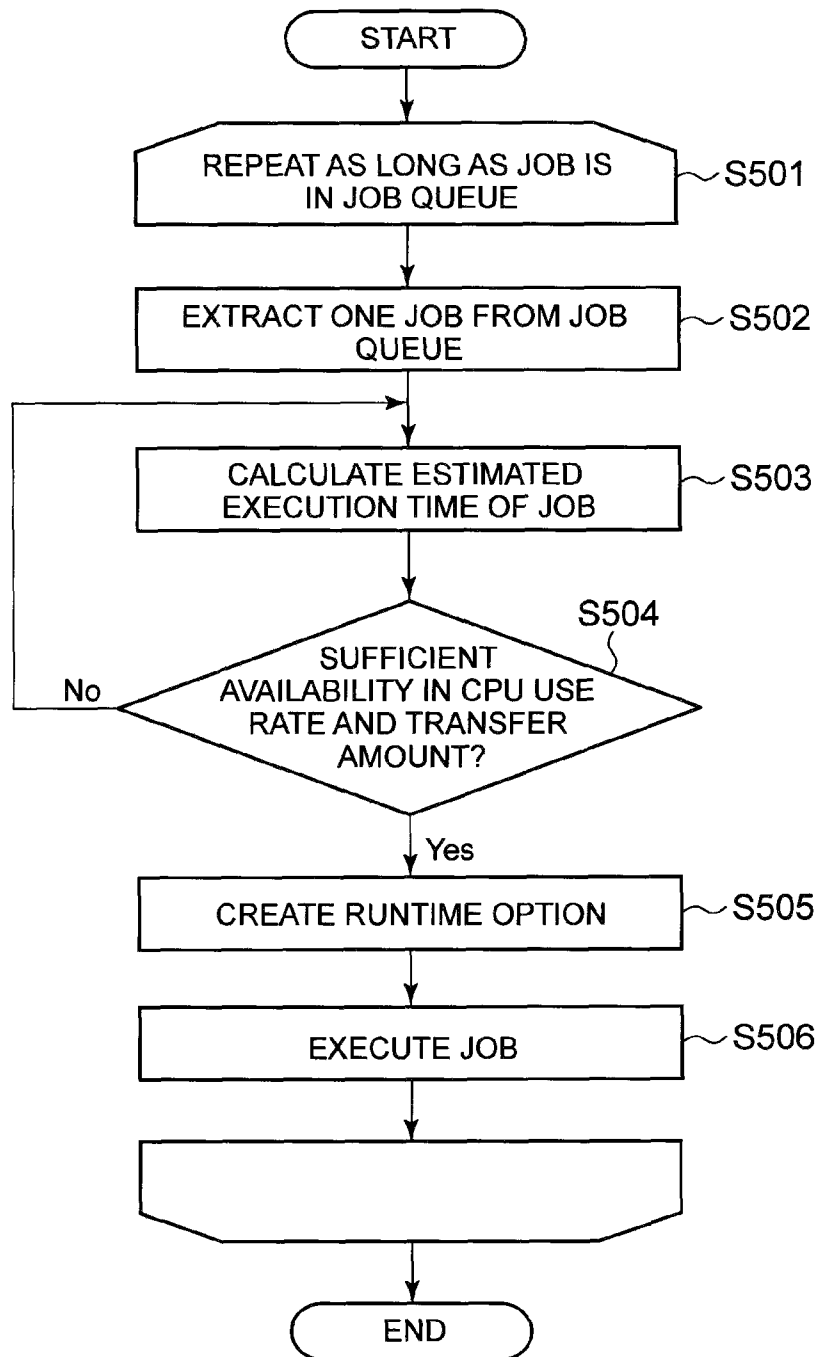 START
REPEAT AS LONG AS JOB IS
IN JOB QUEUE
S501
EXTRACT ONE JOB FROM JOB
QUEUE
S502
CALCULATE ESTIMATED
EXECUTION TIME OF JOB
S503
S504
SUFFICIENT
AVAILABILITY IN CPU USE
RATE AND TRANSFER
AMOUNT?
No
Yes
CREATE RUNTIME OPTION
S505
EXECUTE JOB
S506
END